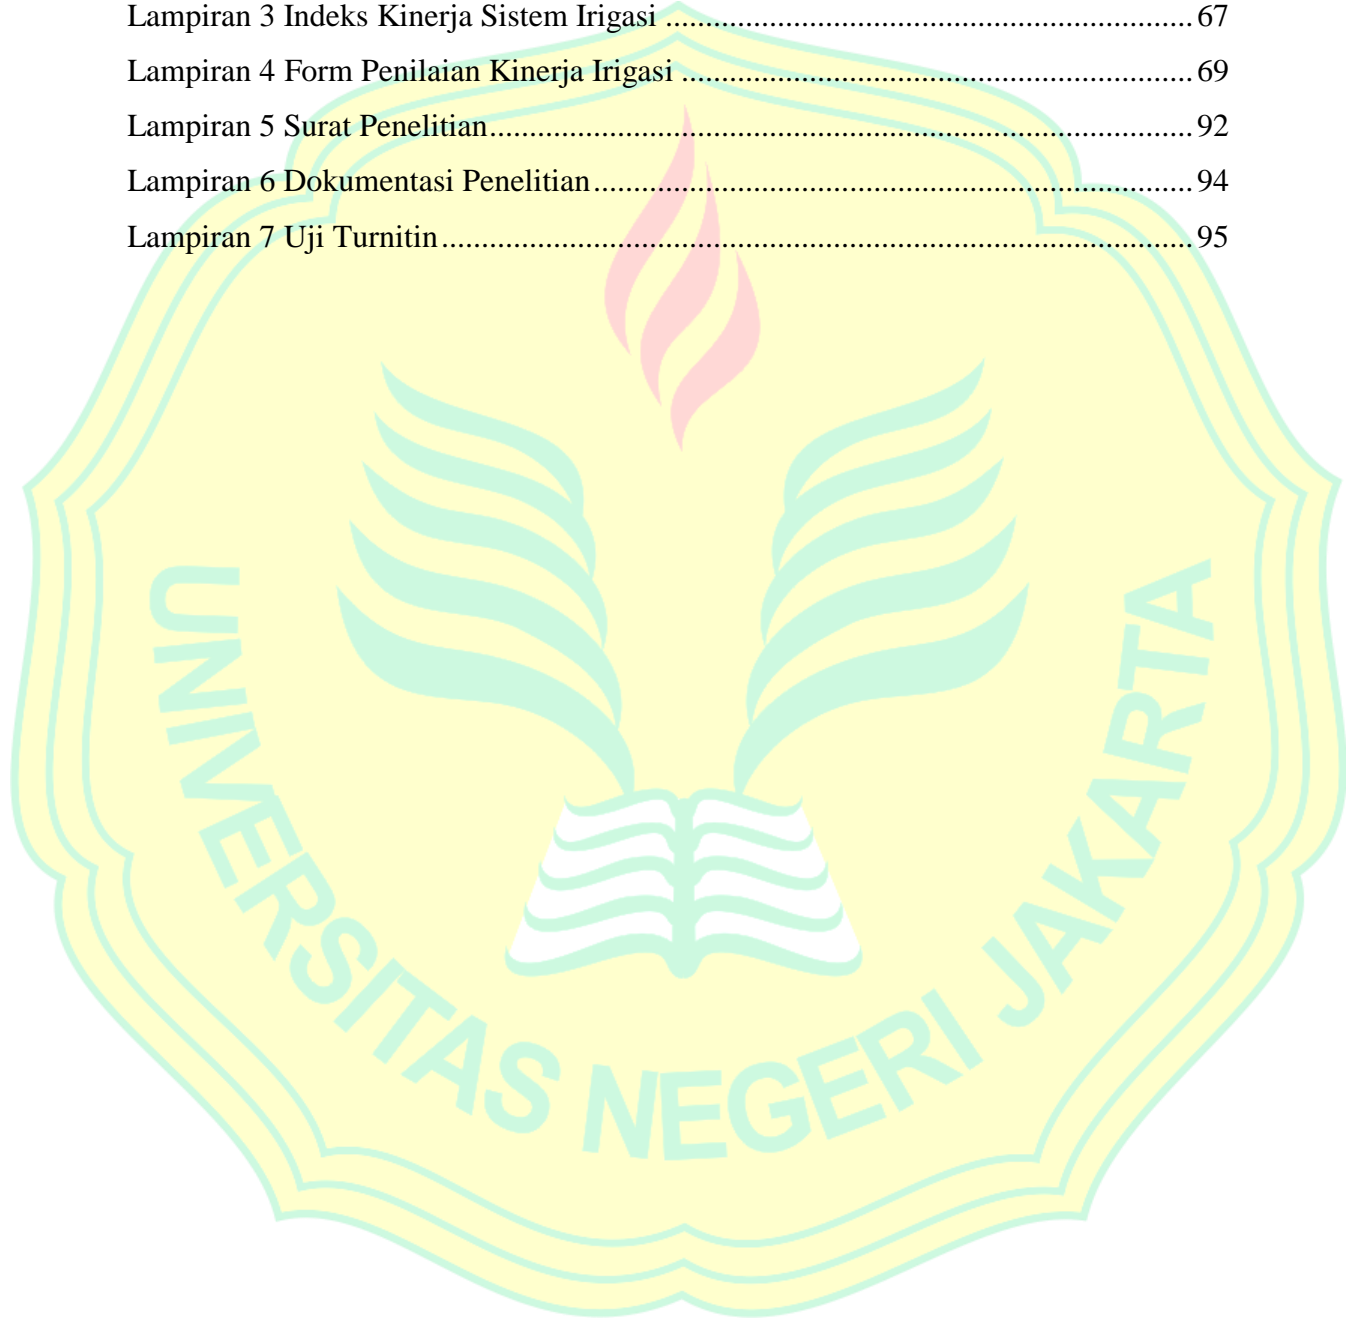 Lampiran 3 Indeks Kinerja Sistem Irigasi .................................................................. 67
Lampiran 4 Form Penilaian Kinerja Irigasi ................................................................ 69
Lampiran 5 Surat Penelitian........................................................................................ 92
Lampiran 6 Dokumentasi Penelitian........................................................................... 94
Lampiran 7 Uji Turnitin.............................................................................................. 95
UNIVERSITAS NEGERI JAKARTA